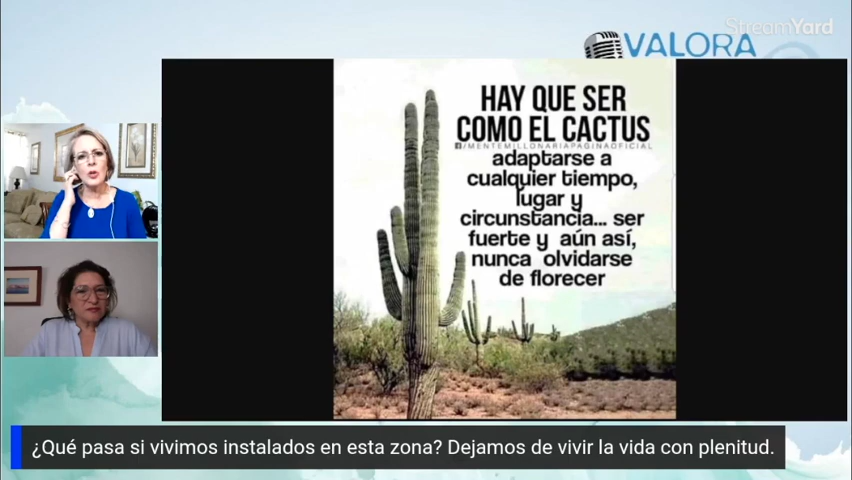 StreamYard
VALORA
HAY QUE SER
COMO EL CACTUS
/MENTEMILLONARIAPAGINAOFICIAL
adaptarse a
cualquier tiempo,
lugar y
circunstancia... ser
fuerte y aún así,
nunca olvidarse
de florecer
¿Qué pasa si vivimos instalados en esta zona? Dejamos de vivir la vida con plenitud.